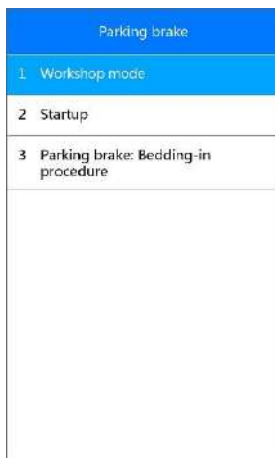 Parking brake
1 Workshop mode
2 Startup
3 Parking brake: Bedding-in
procedure